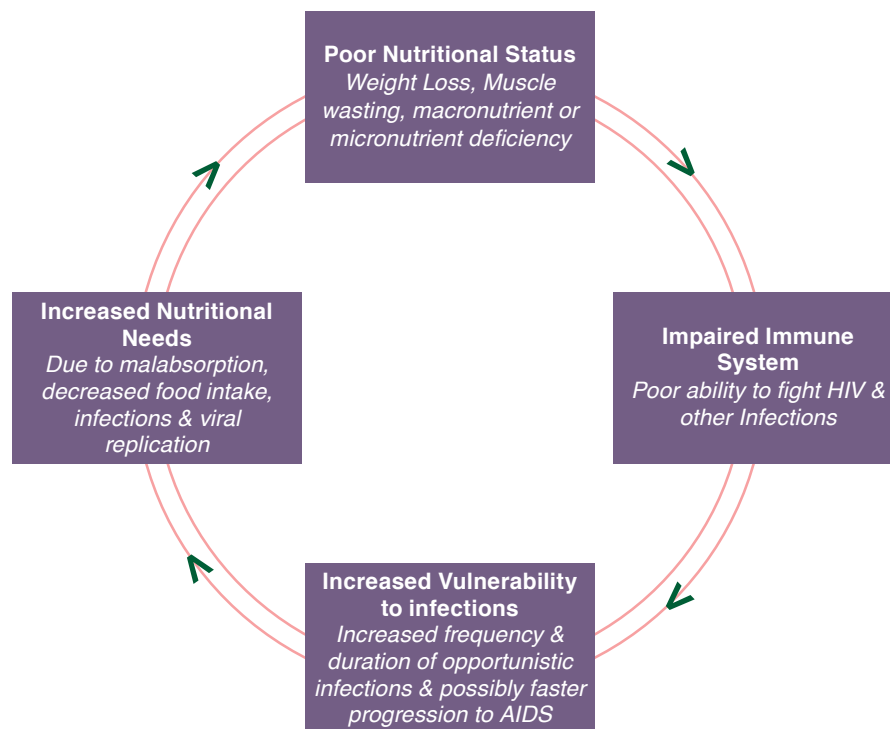 Poor Nutritional Status
Weight Loss, Muscle
wasting, macronutrient or
micronutrient deficiency
Increased Nutritional
Needs
Due to malabsorption,
decreased food intake,
infections & viral
replication
Impaired Immune
System
Poor ability to fight HIV &
other Infections
Increased Vulnerability
to infections
Increased frequency &
duration of opportunistic
infections & possibly faster
progression to AIDS